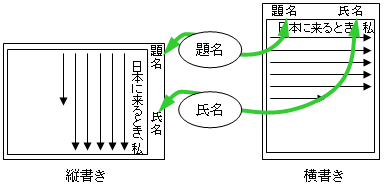 題名
氏名
日本に来るとき、私
題名
氏名
題名 氏名
日本に来るとき、私
縦書き
横書き